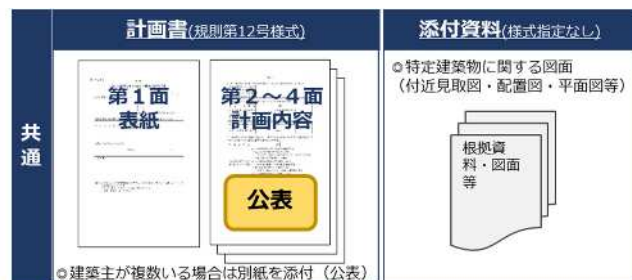 計画書(規則第12号様式)
添付資料(様式指定なし)
共通
第1面
表紙
第2～4面
計画内容
公表
◎建築主が複数いる場合は別紙を添付（公表）
◎特定建築物に関する図面
（付近見取図・配置図・平面図等）
根拠資
料・図面
等